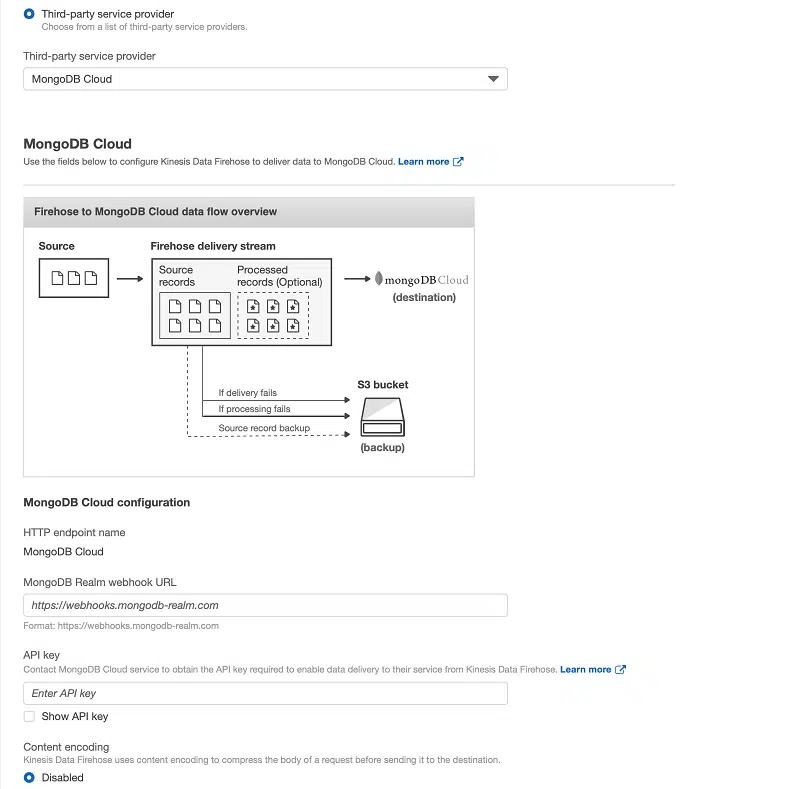 Third-party service provider
Choose from a list of third-party service providers.
Third-party service provider
MongoDB Cloud
MongoDB Cloud
Use the fields below to configure Kinesis Data Firehose to deliver data to MongoDB Cloud. Learn more
Firehose to MongoDB Cloud data flow overview
Source
Firehose delivery stream
Source
records
Processed
records (Optional)
mongoDB Cloud
(destination)
If delivery fails
If processing fails
Source record backup
S3 bucket
(backup)
MongoDB Cloud configuration
HTTP endpoint name
MongoDB Cloud
MongoDB Realm webhook URL
https://webhooks.mongodb-realm.com
Format: https://webhooks.mongodb-realm.com
API key
Contact MongoDB Cloud service to obtain the API key required to enable data delivery to their service from Kinesis Data Firehose. Learn more
Enter API key
Show API key
Content encoding
Kinesis Data Firehose uses content encoding to compress the body of a request before sending it to the destination.
Disabled